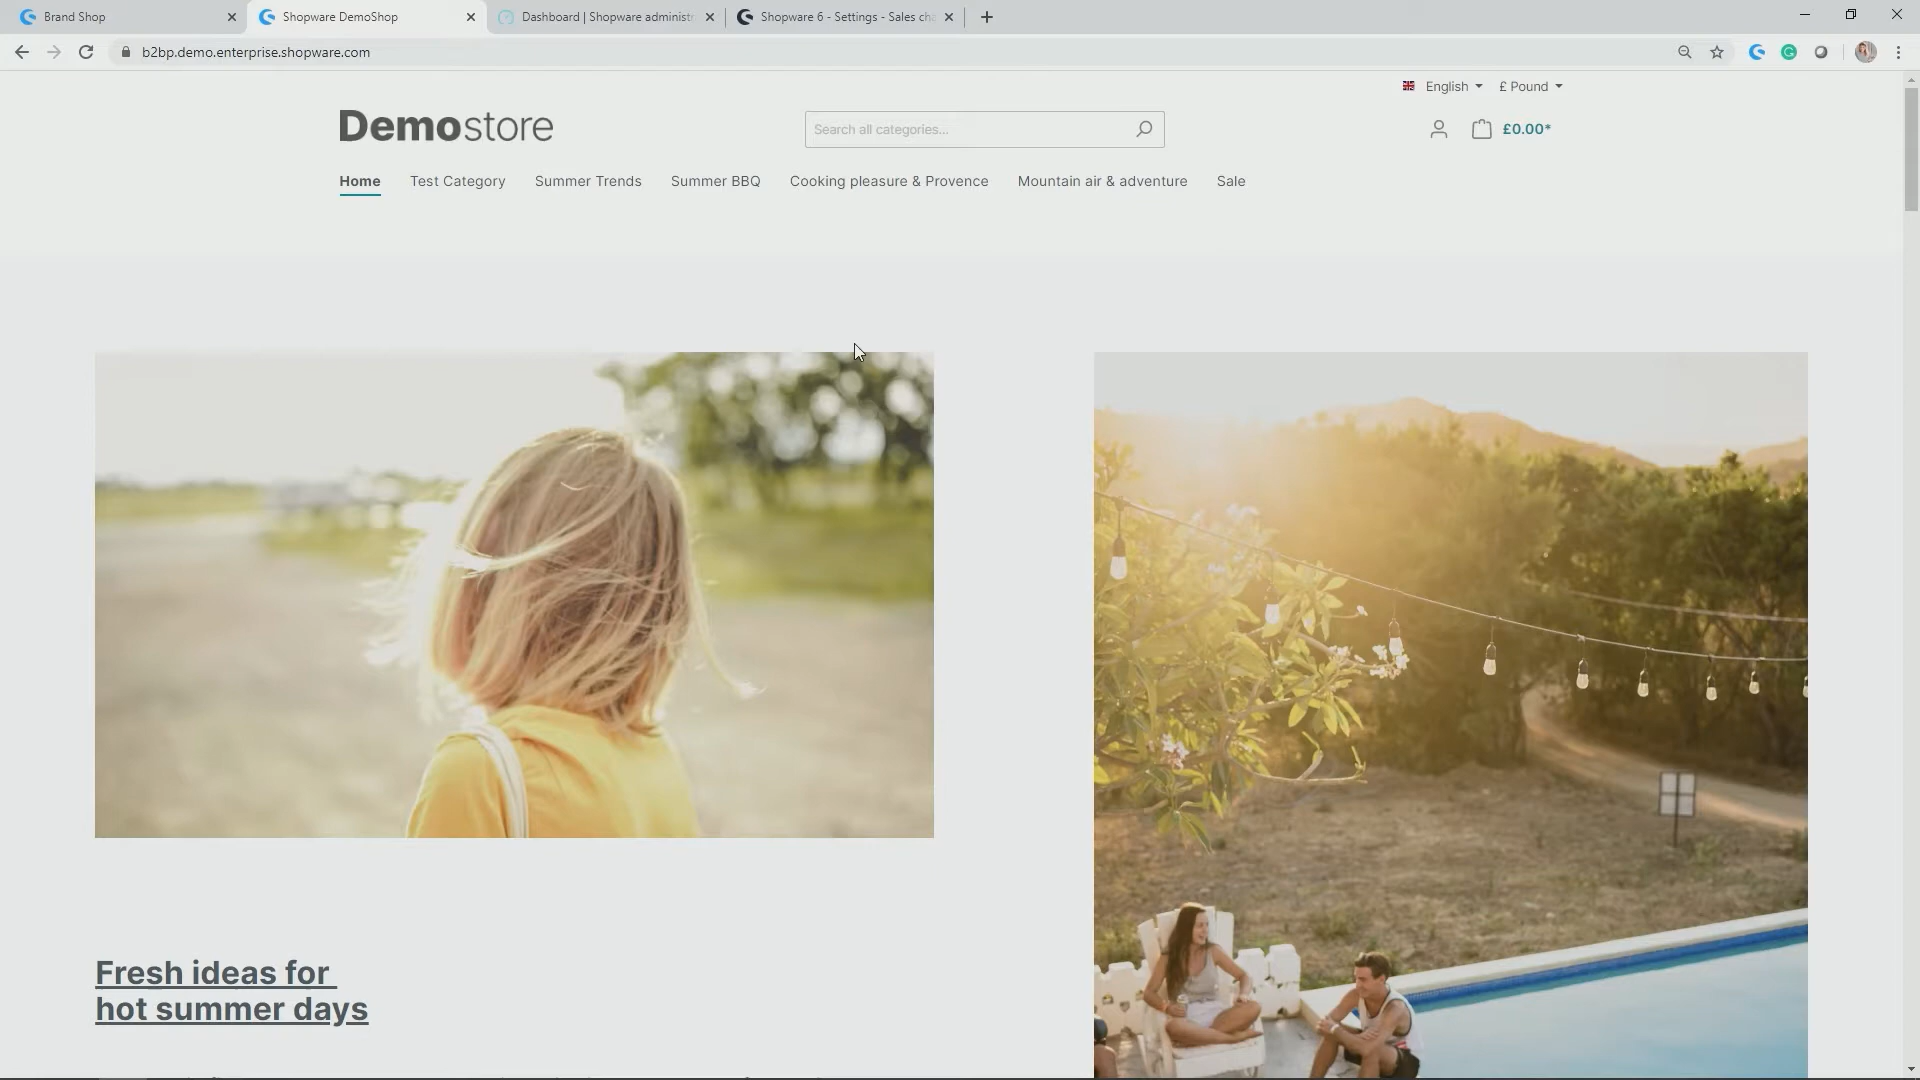 Brand Shop
Shopware DemoShop
Dashboard | Shopware administr
Shopware 6 - Settings - Sales cha
b2bp.demo.enterprise.shopware.com
English
£ Pound
Demostore
Search all categories...
£0.00*
Home
Test Category
Summer Trends
Summer BBQ
Cooking pleasure & Provence
Mountain air & adventure
Sale
Fresh ideas for
hot summer days